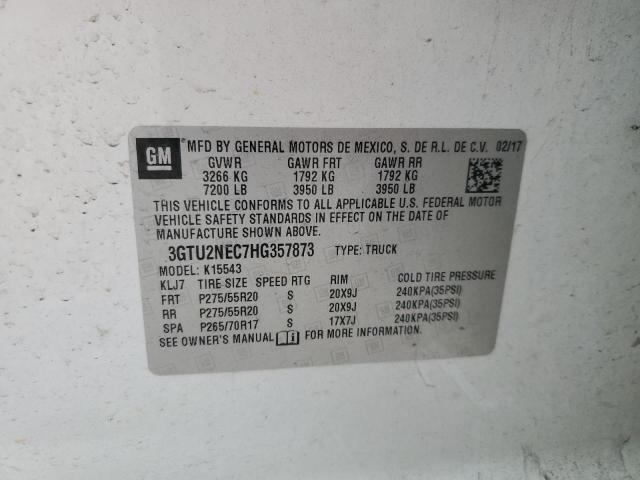 GM MFD BY GENERAL MOTORS DE MEXICO, S. DE R.L. DE C.V. 02/17
GVWR GAWR FRT GAWR RR
3266 KG 1792 KG 1792 KG
7200 LB 3950 LB 3950 LB
THIS VEHICLE CONFORMS TO ALL APPLICABLE U.S. FEDERAL MOTOR
VEHICLE SAFETY STANDARDS IN EFFECT ON THE DATE OF
MANUFACTURE SHOWN ABOVE.
3GTU2NEC7HG357873 TYPE: TRUCK
MODEL: K15543
KLJ7 TIRE SIZE SPEED RTG RIM COLD TIRE PRESSURE
FRT P275/55R20 S 20X9J 240KPA(35PSI)
RR P275/55R20 S 20X9J 240KPA(35PSI)
SPA P265/70R17 S 17X7J 240KPA(35PSI)
SEE OWNER'S MANUAL FOR MORE INFORMATION.